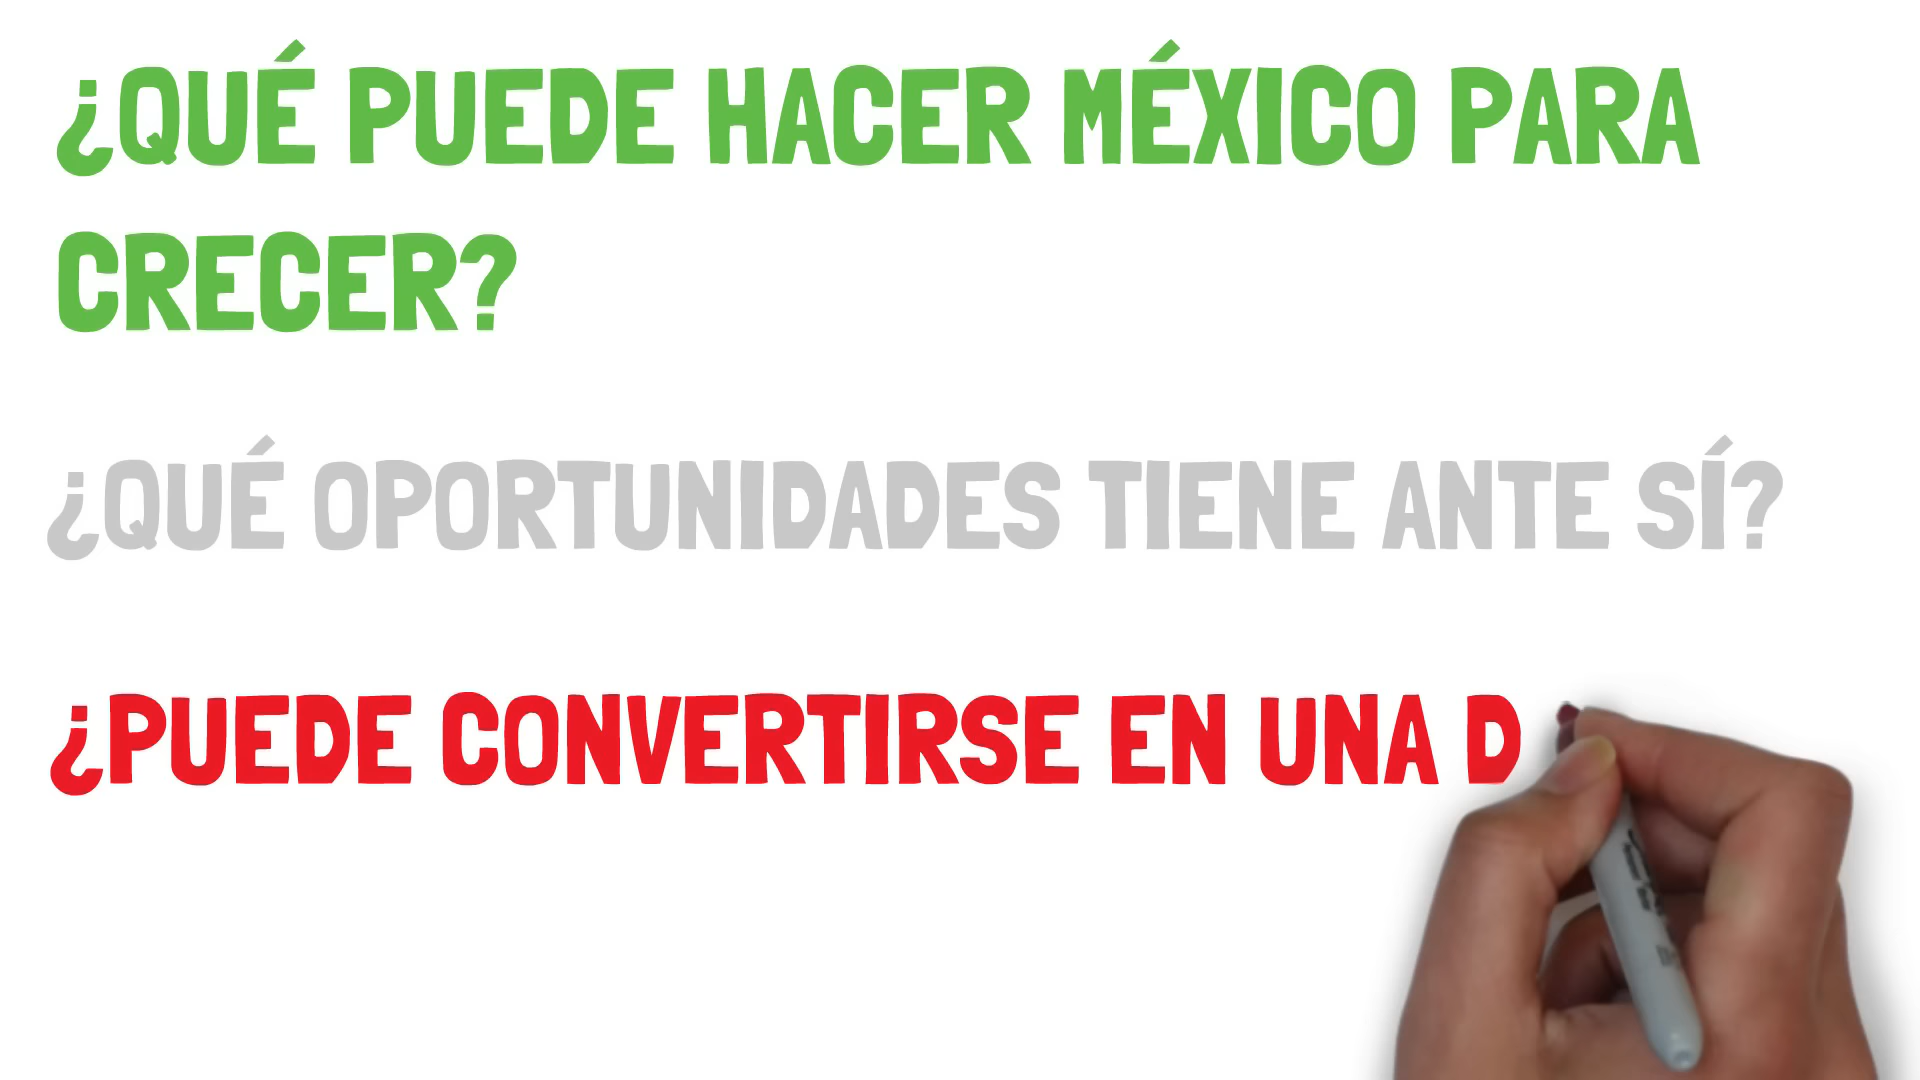 ¿QUÉ PUEDE HACER MÉXICO PARA
CRECER?
¿QUÉ OPORTUNIDADES TIENE ANTE SÍ?
¿PUEDE CONVERTIRSE EN UNA D